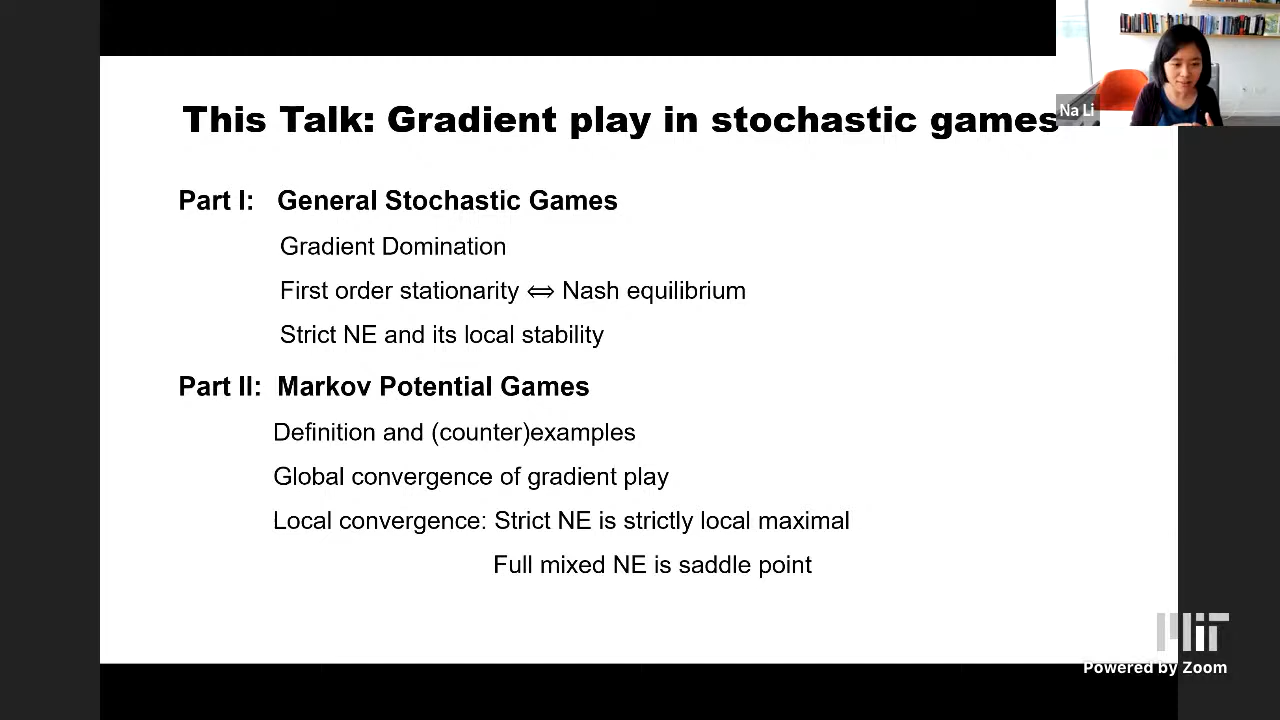 This Talk: Gradient play in stochastic games
Na Li
Part I: General Stochastic Games
Gradient Domination
First order stationarity ⟺ Nash equilibrium
Strict NE and its local stability
Part II: Markov Potential Games
Definition and (counter)examples
Global convergence of gradient play
Local convergence: Strict NE is strictly local maximal
Full mixed NE is saddle point
MIT
Powered by Zoom